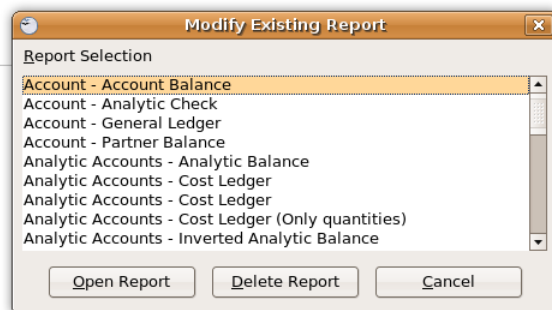 Modify Existing Report
Report Selection
Account - Account Balance
Account - Analytic Check
Account - General Ledger
Account - Partner Balance
Analytic Accounts - Analytic Balance
Analytic Accounts - Cost Ledger
Analytic Accounts - Cost Ledger
Analytic Accounts - Cost Ledger (Only quantities)
Analytic Accounts - Inverted Analytic Balance
Open Report Delete Report Cancel